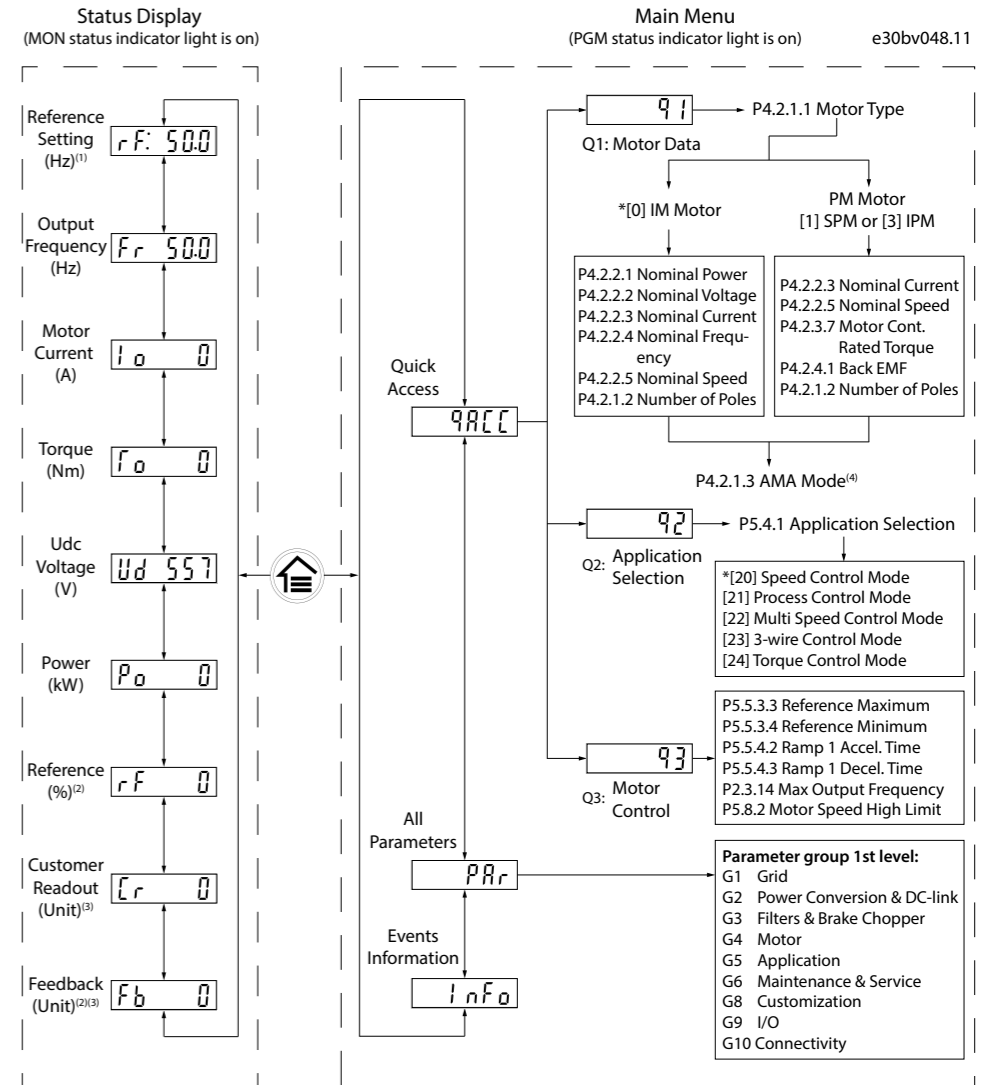 Status Display
(MON status indicator light is on)
Main Menu
(PGM status indicator light is on)
e30bv048.11
Reference
Setting
(Hz)(1)
rF: 50.0
Output
Frequency
(Hz)
Fr 50.0
Motor
Current
(A)
Io 0
Torque
(Nm)
To 0
Udc
Voltage
(V)
Ud 557
Power
(kW)
Po 0
Reference
(%)(2)
rF 0
Customer
Readout
(Unit)(3)
Cr 0
Feedback
(Unit)(2)(3)
Fb 0
Quick
Access
qACC
All
Parameters
PAr
Events
Information
InFo
q1
Q1: Motor Data
P4.2.1.1 Motor Type
*[0] IM Motor
PM Motor
[1] SPM or [3] IPM
P4.2.2.1 Nominal Power
P4.2.2.2 Nominal Voltage
P4.2.2.3 Nominal Current
P4.2.2.4 Nominal Frequ-
ency
P4.2.2.5 Nominal Speed
P4.2.1.2 Number of Poles
P4.2.2.3 Nominal Current
P4.2.2.5 Nominal Speed
P4.2.3.7 Motor Cont.
Rated Torque
P4.2.4.1 Back EMF
P4.2.1.2 Number of Poles
P4.2.1.3 AMA Mode(4)
q2
Q2: Application
Selection
P5.4.1 Application Selection
*[20] Speed Control Mode
[21] Process Control Mode
[22] Multi Speed Control Mode
[23] 3-wire Control Mode
[24] Torque Control Mode
q3
Q3: Motor
Control
P5.5.3.3 Reference Maximum
P5.5.3.4 Reference Minimum
P5.5.4.2 Ramp 1 Accel. Time
P5.5.4.3 Ramp 1 Decel. Time
P2.3.14 Max Output Frequency
P5.8.2 Motor Speed High Limit
Parameter group 1st level:
G1 Grid
G2 Power Conversion & DC-link
G3 Filters & Brake Chopper
G4 Motor
G5 Application
G6 Maintenance & Service
G8 Customization
G9 I/O
G10 Connectivity